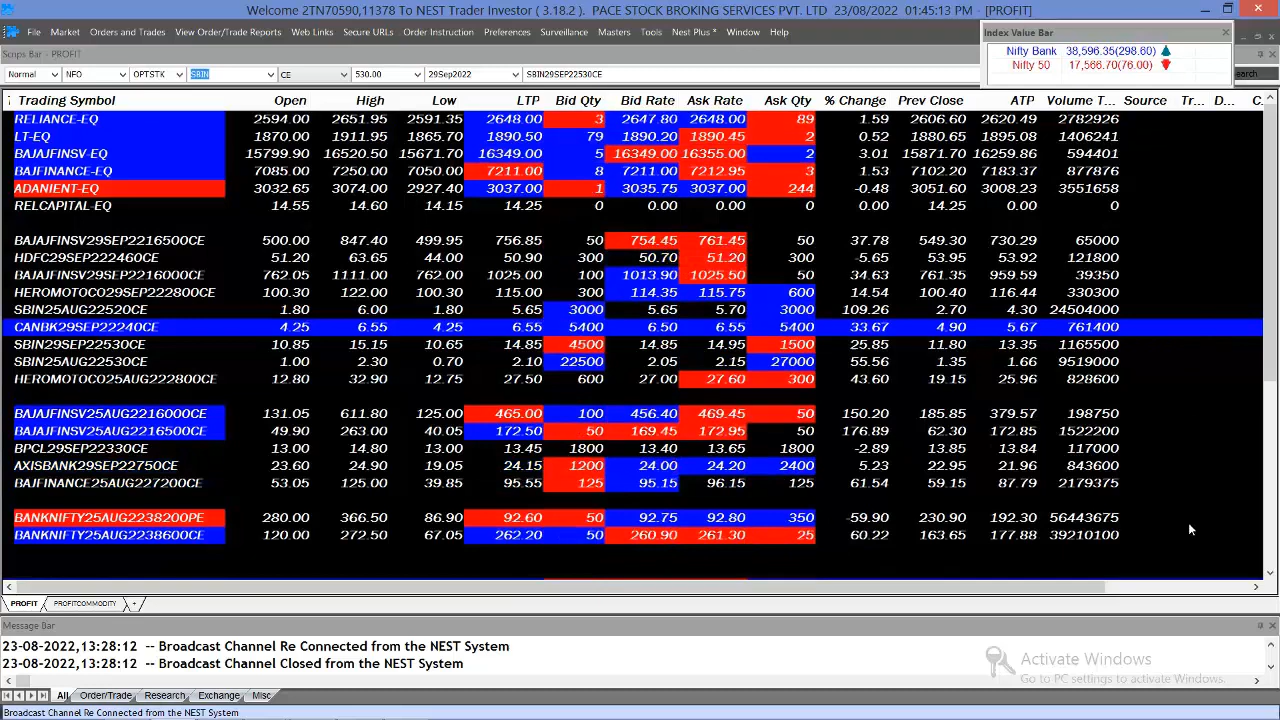 Welcome 2TN70590,11378 To NEST Trader Investor ( 3.18.2 ). PACE STOCK BROKING SERVICES PVT. LTD 23/08/2022 01:45:13 PM - [PROFIT]
File Market Orders and Trades View Order/Trade Reports Web Links Secure URLs Order Instruction Preferences Surveillance Masters Tools Nest Plus + Window Help
Index Value Bar
Nifty Bank 38,596.35(298.60)
Nifty 50 17,566.70(76.00)
Scrips Bar - PROFIT
Normal NFO OPTSTK SBIN CE 530.00 29Sep2022 SBIN29SEP22530CE earch
Trading Symbol Open High Low LTP Bid Qty Bid Rate Ask Rate Ask Qty % Change Prev Close ATP Volume T... Source Tr... D... C.
RELIANCE-EQ 2594.00 2651.95 2591.35 2648.00 3 2647.80 2648.00 89 1.59 2606.60 2620.49 2782926
LT-EQ 1870.00 1911.95 1865.70 1890.50 79 1890.20 1890.45 2 0.52 1880.65 1895.08 1406241
BAJAJFINSV-EQ 15799.90 16520.50 15671.70 16349.00 5 16349.00 16355.00 2 3.01 15871.70 16259.86 594401
BAJFINANCE-EQ 7085.00 7250.00 7050.00 7211.00 8 7211.00 7212.95 3 1.53 7102.20 7183.37 877876
ADANIENT-EQ 3032.65 3074.00 2927.40 3037.00 1 3035.75 3037.00 244 -0.48 3051.60 3008.23 3551658
RELCAPITAL-EQ 14.55 14.60 14.15 14.25 0 0.00 0.00 0 0.00 14.25 0.00 0
BAJAJFINSV29SEP2216500CE 500.00 847.40 499.95 756.85 50 754.45 761.45 50 37.78 549.30 730.29 65000
HDFC29SEP222460CE 51.20 63.65 51.20 50.90 300 50.70 51.20 300 -5.65 53.95 53.92 121800
BAJAJFINSV29SEP2216000CE 762.05 1111.00 762.00 1025.00 100 1013.90 1025.50 100 34.63 761.35 959.59 39350
HEROMOTOCO29SEP222800CE 100.30 122.00 100.30 115.00 300 114.35 115.75 600 14.54 100.40 116.44 330300
SBIN25AUG22520CE 1.80 6.00 1.80 5.65 3000 5.65 5.70 3000 109.26 2.70 4.30 24504000
CANBK29SEP22240CE 4.25 6.55 4.25 6.55 5400 6.50 6.55 5400 33.67 4.90 5.67 761400
SBIN29SEP22530CE 10.85 15.15 10.65 14.85 4500 14.85 14.95 1500 25.85 11.80 13.35 1165500
SBIN25AUG22530CE 1.00 2.30 0.70 2.10 22500 2.05 2.15 27000 55.56 1.35 1.66 9519000
HEROMOTOCO25AUG222800CE 12.80 32.90 12.75 27.50 600 27.00 27.60 300 43.60 19.15 25.96 828600
BAJAJFINSV25AUG2216000CE 131.05 611.80 125.00 465.00 100 456.40 469.45 50 150.20 185.85 379.57 198750
BAJAJFINSV25AUG2216500CE 49.90 263.00 40.05 172.50 50 169.45 172.95 50 176.89 62.30 172.85 1522200
BPCL29SEP22330CE 13.00 14.80 13.00 13.45 1800 13.40 13.65 1800 -2.89 13.85 13.84 117000
AXISBANK29SEP22750CE 23.60 24.90 19.05 24.15 1200 24.00 24.20 2400 5.23 22.95 21.96 843600
BAJFINANCE25AUG227200CE 53.05 125.00 39.85 95.55 125 95.15 96.15 125 61.54 59.15 87.79 2179375
BANKNIFTY25AUG2238200PE 280.00 366.50 86.90 92.60 50 92.75 92.80 350 -59.90 230.90 192.30 56443675
BANKNIFTY25AUG2238600CE 120.00 272.50 67.05 262.20 50 260.90 261.30 25 60.22 163.65 177.88 39210100
PROFIT PROFITCOMMODITY +
Message Bar
23-08-2022,13:28:12 -- Broadcast Channel Re Connected from the NEST System
23-08-2022,13:28:12 -- Broadcast Channel Closed from the NEST System
Activate Windows
Go to PC settings to activate Windows.
All Order/Trade Research Exchange Misc
Broadcast Channel Re Connected from the NEST System